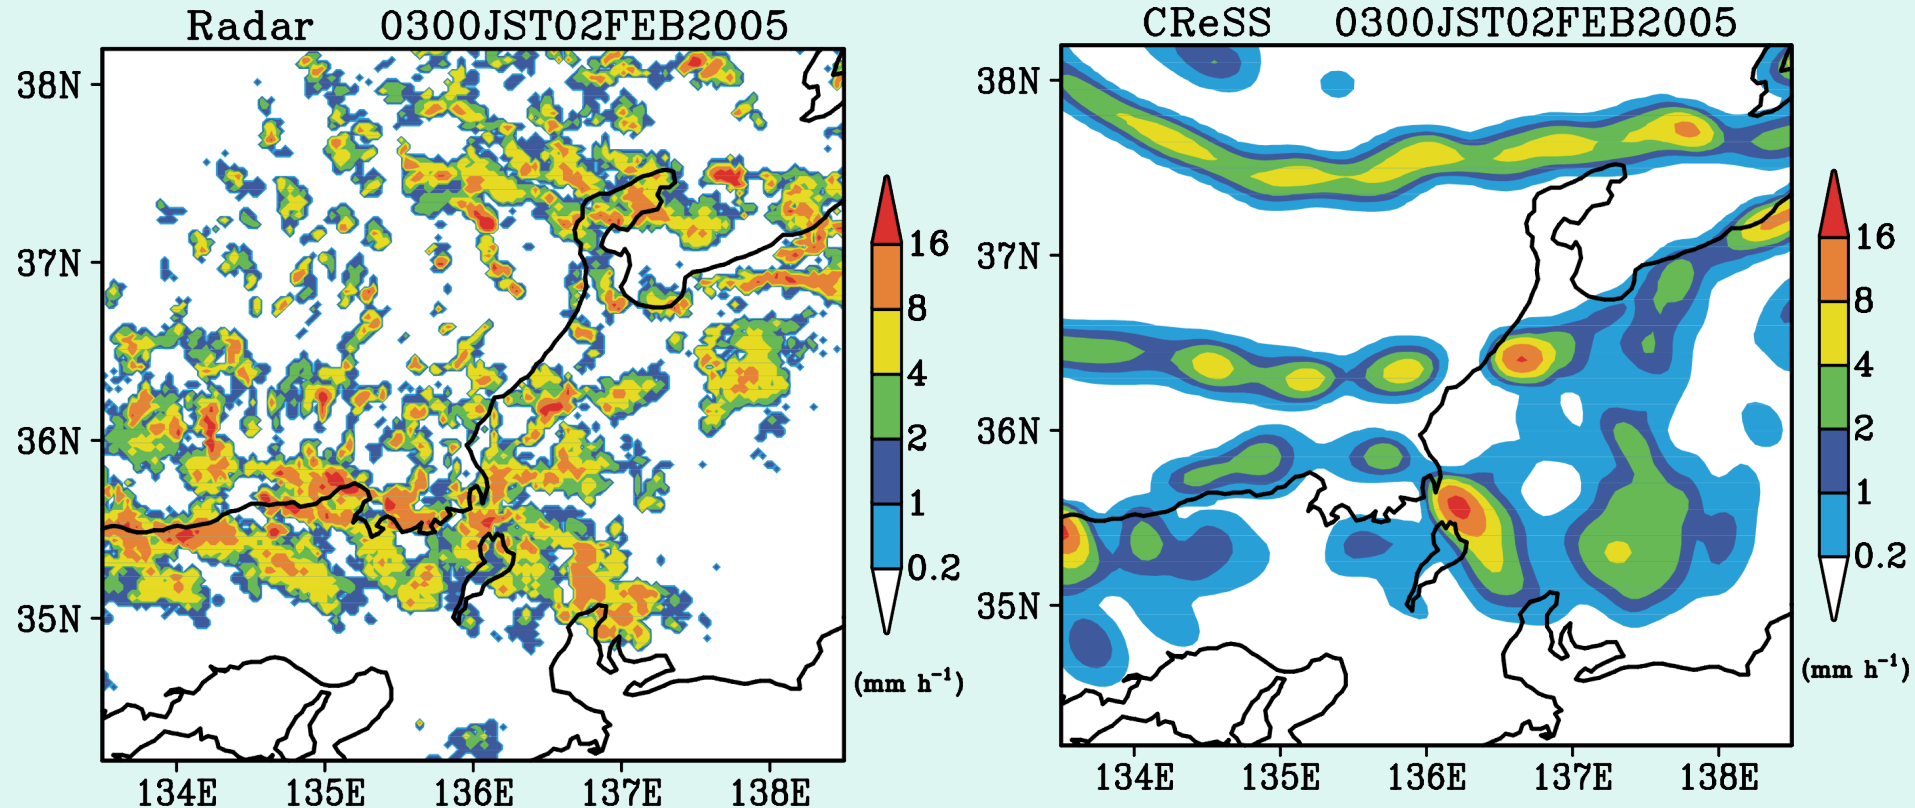 Radar 0300JST02FEB2005
38N
37N
36N
35N
134E 135E 136E 137E 138E
16
8
4
2
1
0.2
(mm h⁻¹)
CReSS 0300JST02FEB2005
38N
37N
36N
35N
134E 135E 136E 137E 138E
16
8
4
2
1
0.2
(mm h⁻¹)